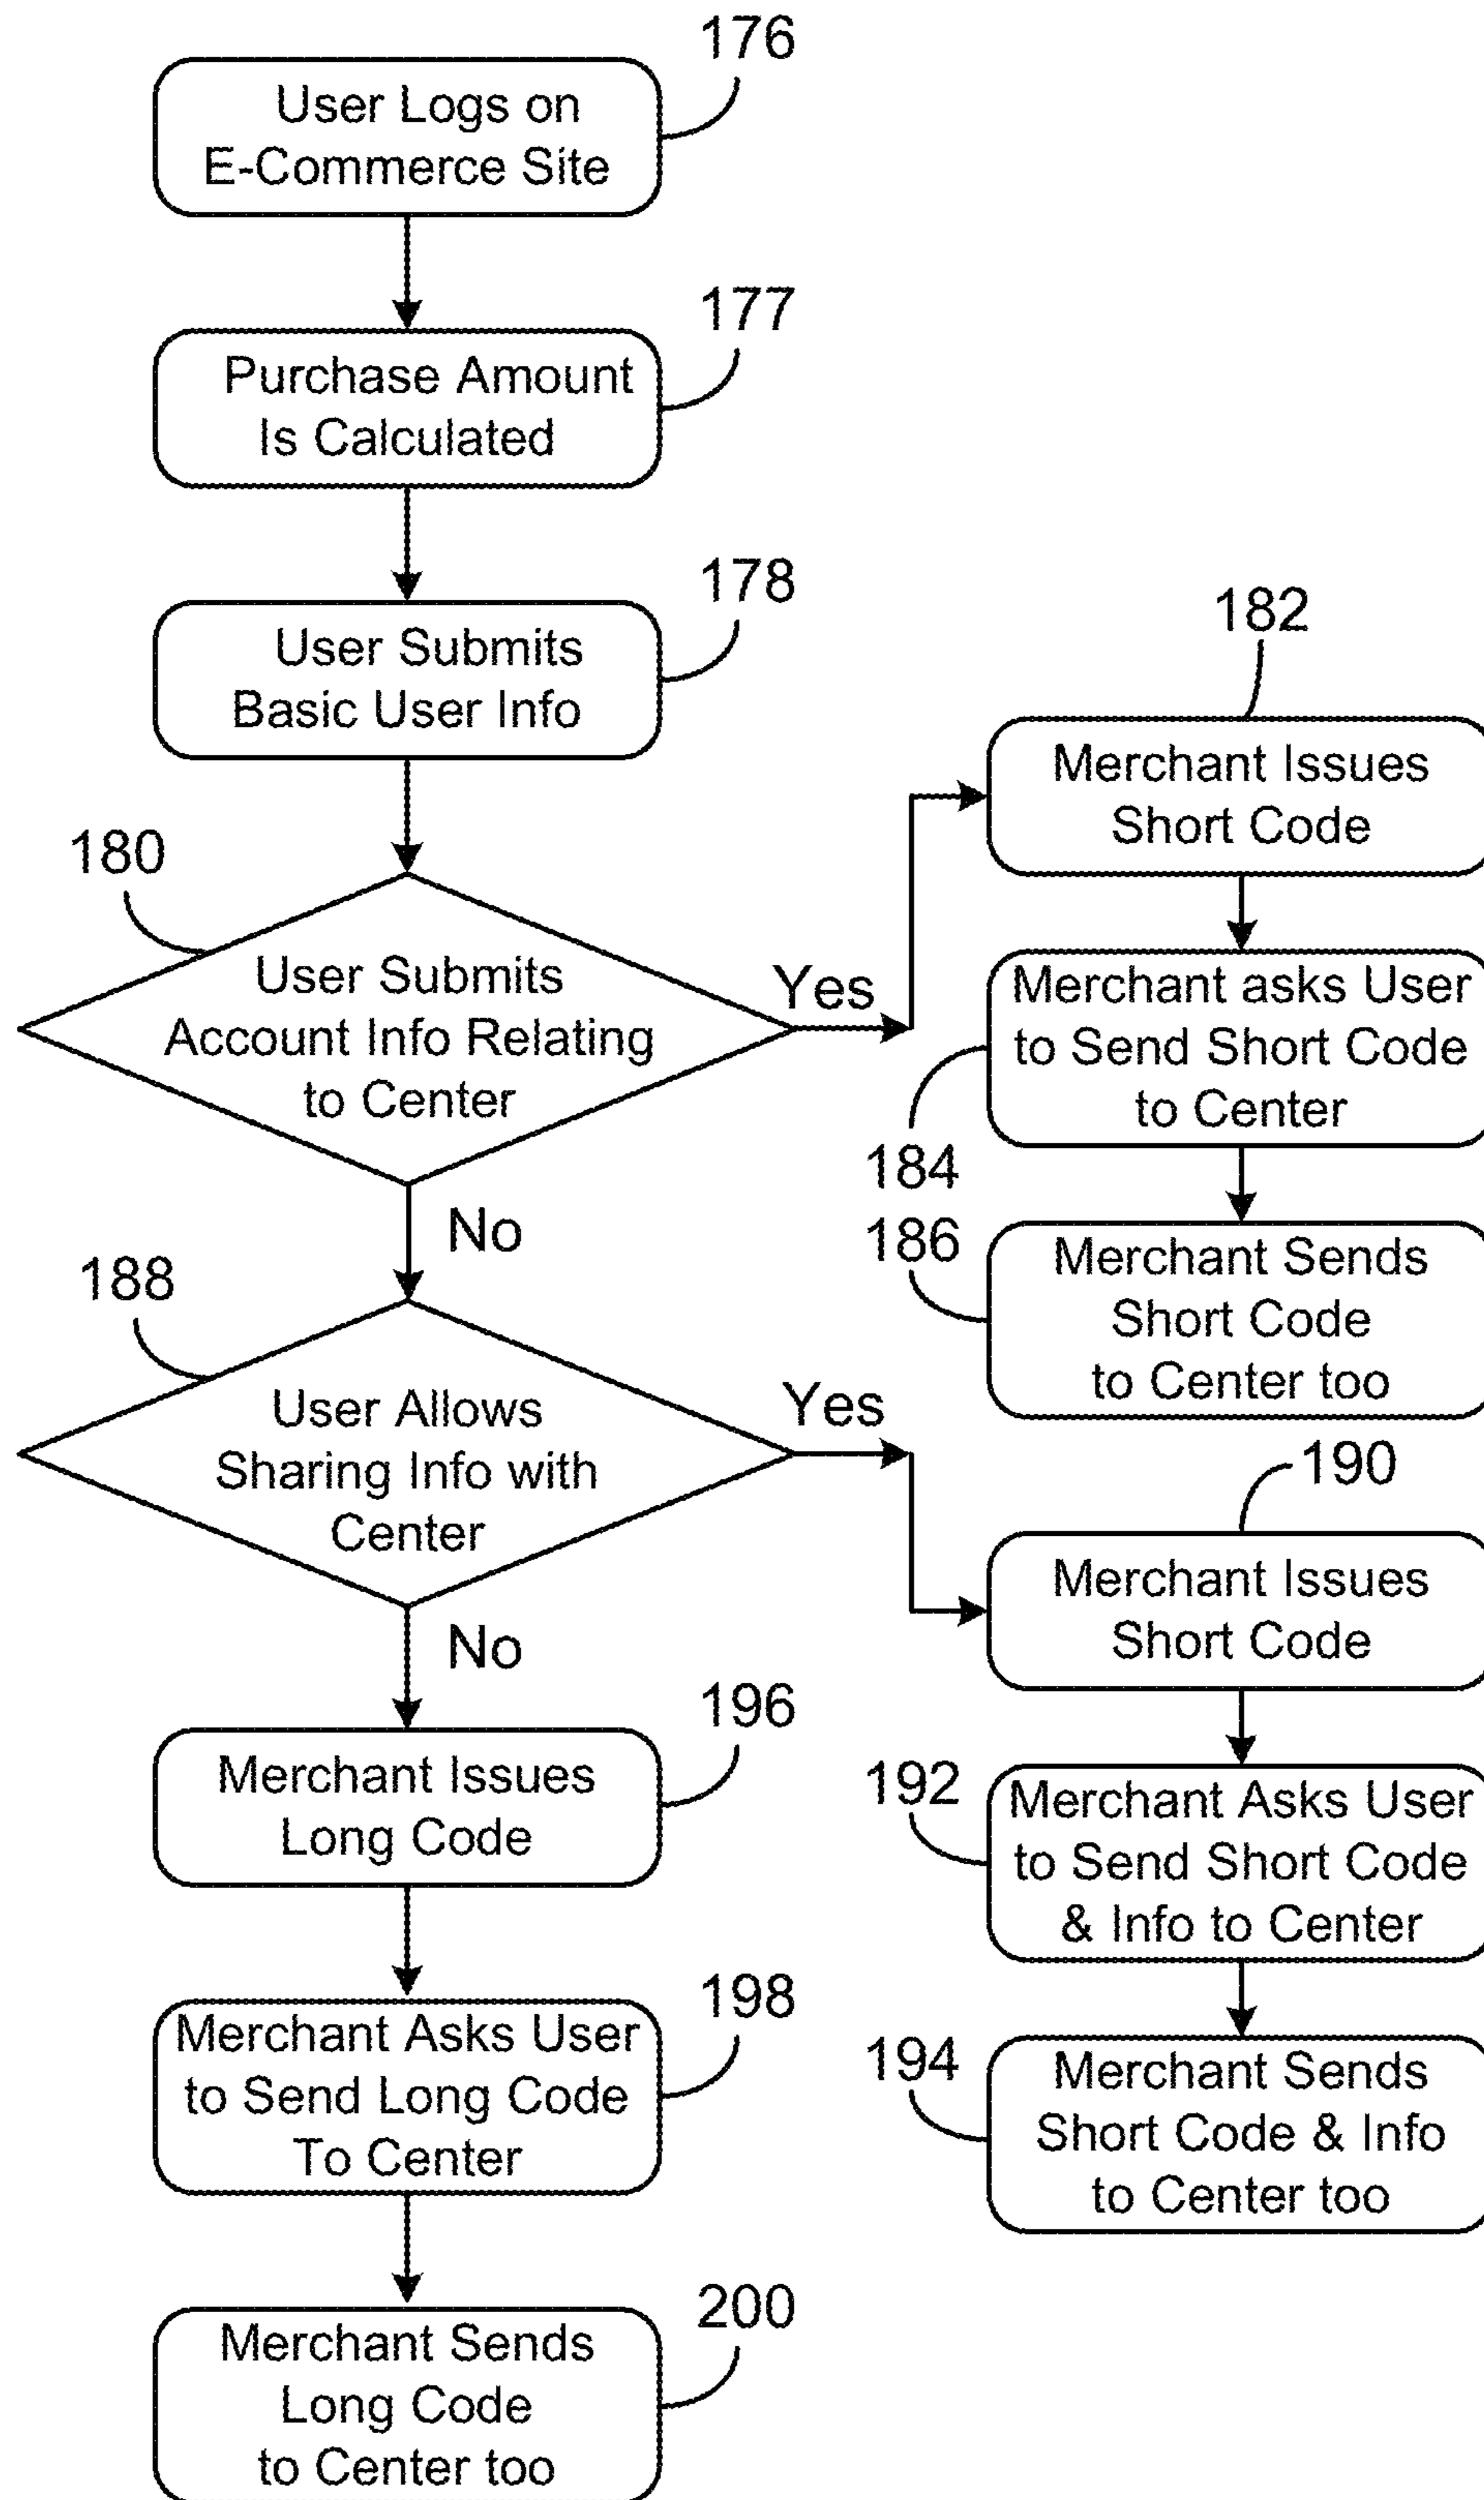 176
User Logs on
E-Commerce Site
177
Purchase Amount
Is Calculated
178
User Submits
Basic User Info
180
User Submits
Account Info Relating
to Center
Yes
No
182
Merchant Issues
Short Code
Merchant asks User
to Send Short Code
to Center
184
186
Merchant Sends
Short Code
to Center too
188
User Allows
Sharing Info with
Center
Yes
No
190
Merchant Issues
Short Code
192
Merchant Asks User
to Send Short Code
& Info to Center
194
Merchant Sends
Short Code & Info
to Center too
196
Merchant Issues
Long Code
198
Merchant Asks User
to Send Long Code
To Center
200
Merchant Sends
Long Code
to Center too